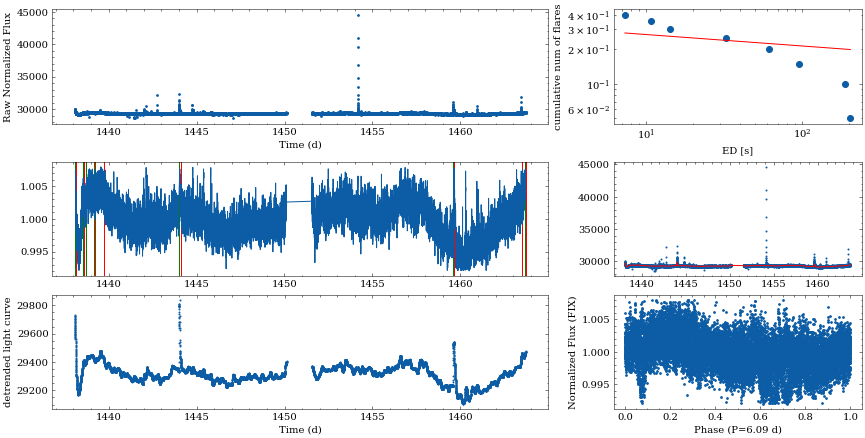 Raw Normalized Flux
45000
40000
35000
30000
1440 1445 1450 1455 1460
Time (d)
cumulative num of flares
4 × 10⁻¹
3 × 10⁻¹
2 × 10⁻¹
10⁻¹
6 × 10⁻²
10¹ 10²
ED [s]
1.005
1.000
0.995
1440 1445 1450 1455 1460
45000
40000
35000
30000
1440 1445 1450 1455 1460
detrended light curve
29800
29600
29400
29200
1440 1445 1450 1455 1460
Time (d)
Normalized Flux (FIX)
1.005
1.000
0.995
0.0 0.2 0.4 0.6 0.8 1.0
Phase (P=6.09 d)